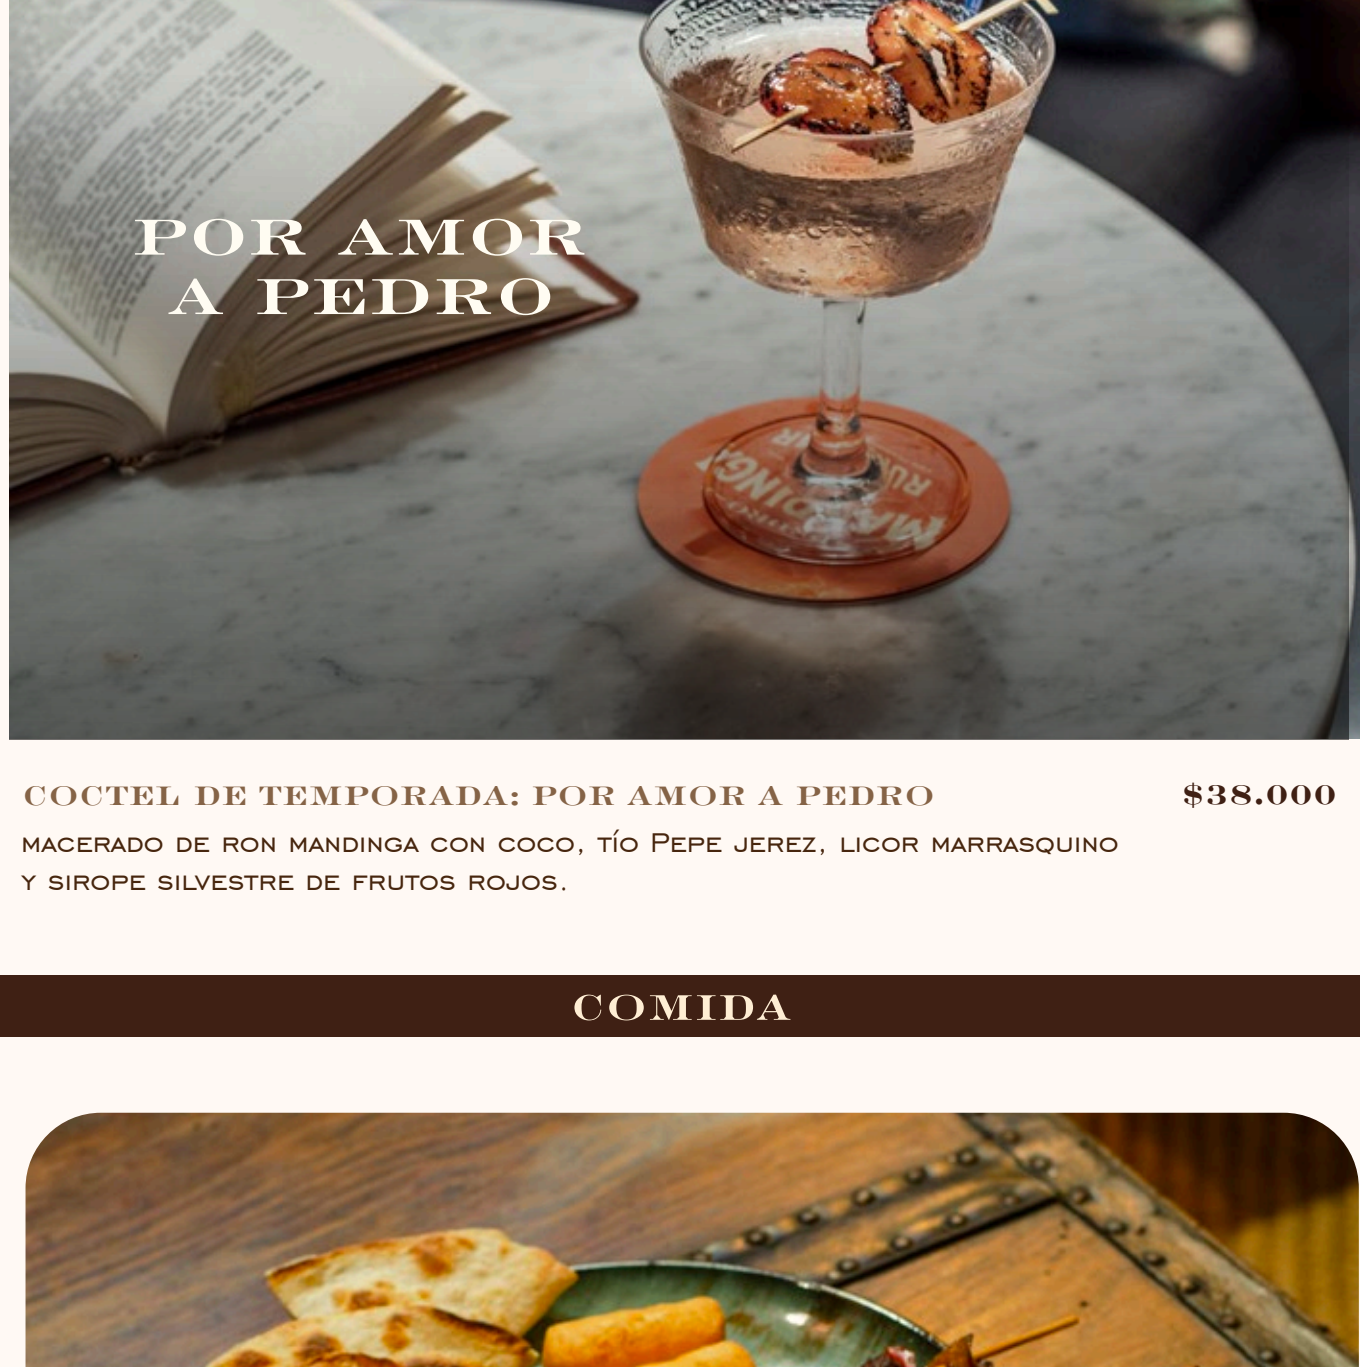 POR AMOR
A PEDRO
COCTEL DE TEMPORADA: POR AMOR A PEDRO
$38.000
MACERADO DE RON MANDINGA CON COCO, TÍO PEPE JEREZ, LICOR MARRASQUINO
Y SIROPE SILVESTRE DE FRUTOS ROJOS.
COMIDA